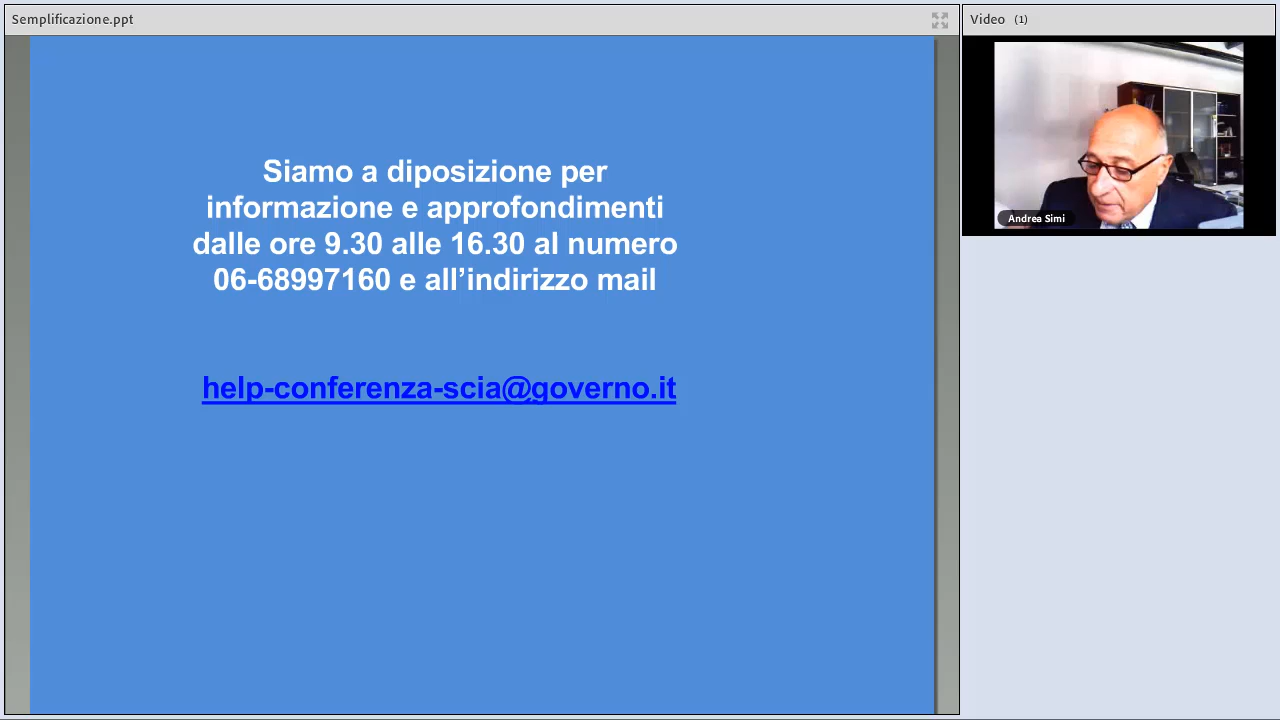 Semplificazione.ppt
Video (1)
Siamo a diposizione per
informazione e approfondimenti
dalle ore 9.30 alle 16.30 al numero
06-68997160 e all’indirizzo mail
help-conferenza-scia@governo.it
Andrea Simi